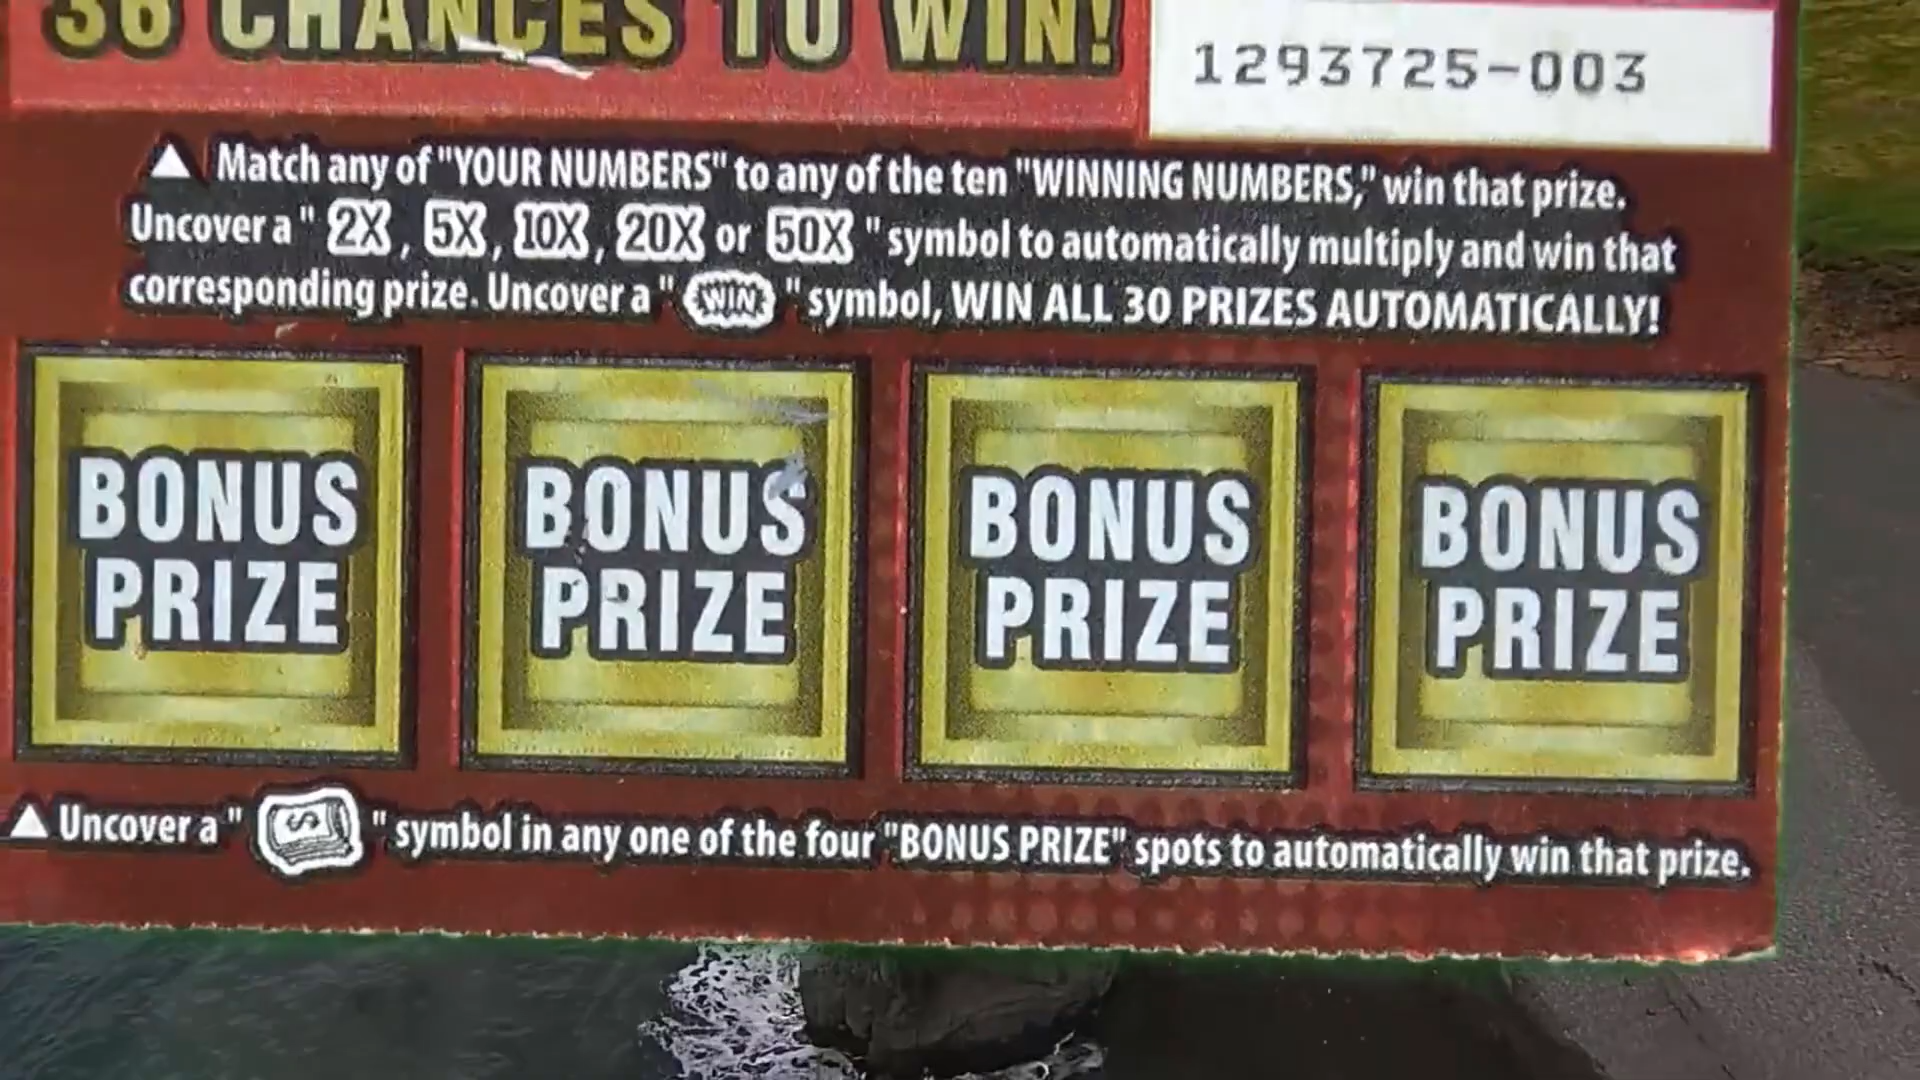 36 CHANCES TO WIN!
1293725-003
▲ Match any of "YOUR NUMBERS" to any of the ten "WINNING NUMBERS," win that prize.
Uncover a " 2X, 5X, 10X, 20X or 50X " symbol to automatically multiply and win that
corresponding prize. Uncover a " WIN " symbol, WIN ALL 30 PRIZES AUTOMATICALLY!
BONUS PRIZE
BONUS PRIZE
BONUS PRIZE
BONUS PRIZE
▲ Uncover a " $ " symbol in any one of the four "BONUS PRIZE" spots to automatically win that prize.